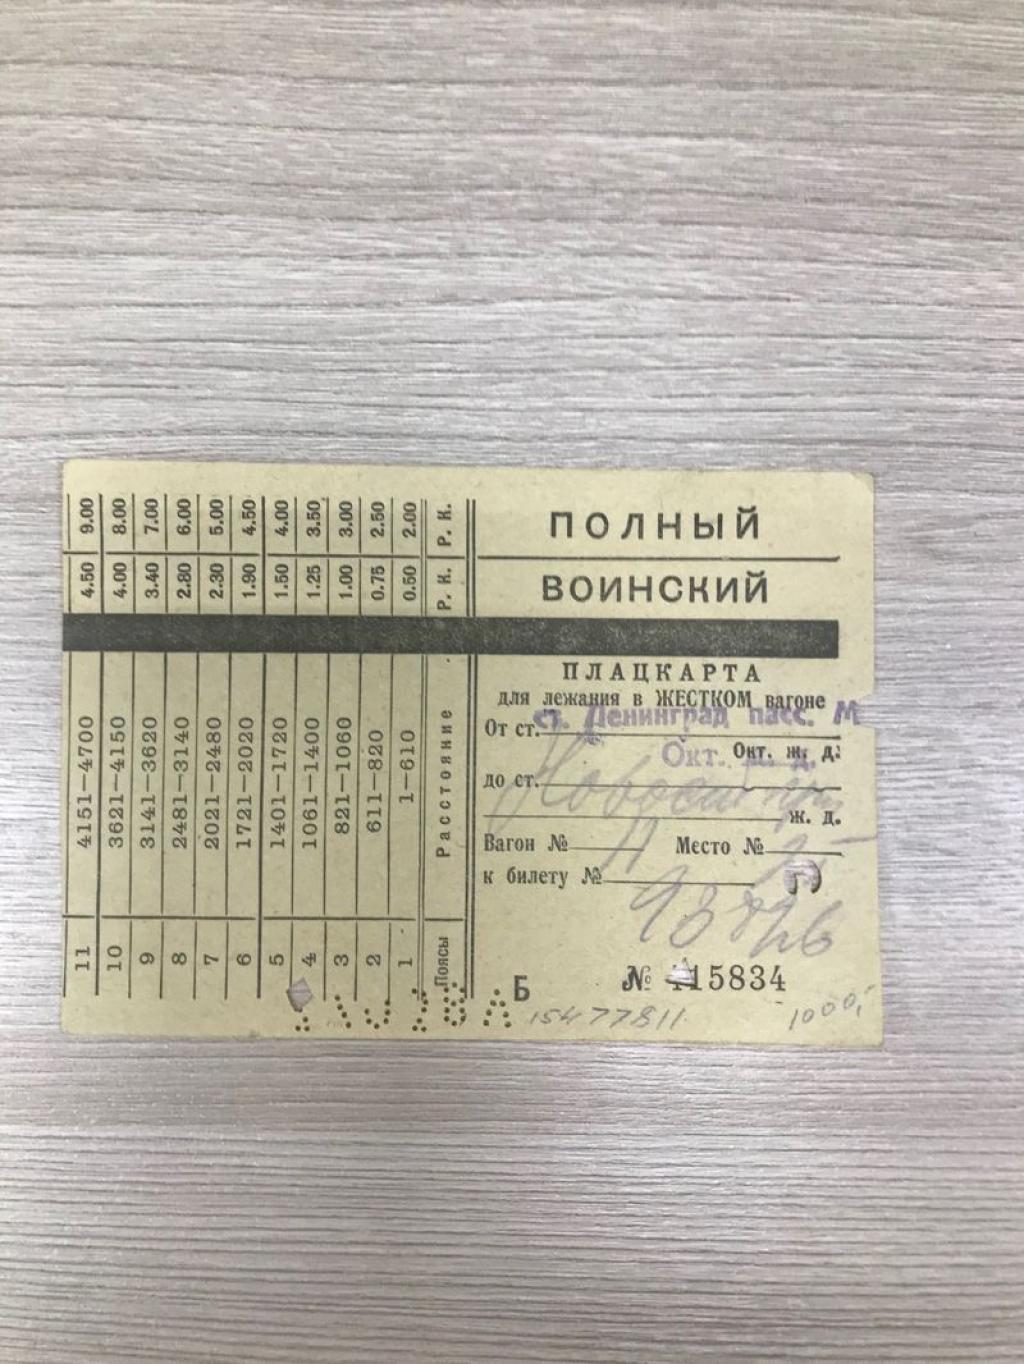 ПОЛНЫЙ
ВОИНСКИЙ
ПЛАЦКАРТА
для лежания в ЖЕСТКОМ вагоне
От ст. ст. Ленинград пасс. М
Окт. ж. д. Окт. ж. д.
до ст.
ж. д.
Вагон № 11 Место №
к билету №
Б № 15834
15477811 1000,-
11 4151—4700 4.50 9.00
10 3621—4150 4.00 8.00
9 3141—3620 3.40 7.00
8 2481—3140 2.80 6.00
7 2021—2480 2.30 5.00
6 1721—2020 1.90 4.50
5 1401—1720 1.50 4.00
4 1061—1400 1.25 3.50
3 821—1060 1.00 3.00
2 611—820 0.75 2.50
1 1—610 0.50 2.00
Поясы Расстояние Р. К. Р. К.